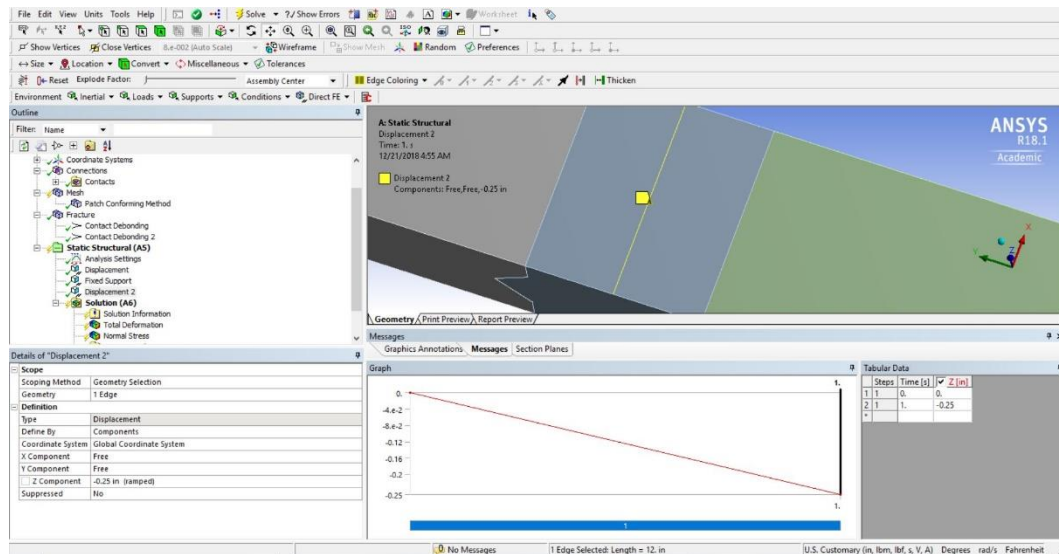 File Edit View Units Tools Help Solve ?/ Show Errors Worksheet
Show Vertices Close Vertices 8.e-002 (Auto Scale) Wireframe Show Mesh Random Preferences
Size Location Convert Miscellaneous Tolerances
Reset Explode Factor: Assembly Center Edge Coloring Thicken
Environment Inertial Loads Supports Conditions Direct FE
Outline
Filter: Name
Coordinate Systems
Connections
Contacts
Mesh
Patch Conforming Method
Fracture
Contact Debonding
Contact Debonding 2
Static Structural (A5)
Analysis Settings
Displacement
Fixed Support
Displacement 2
Solution (A6)
Solution Information
Total Deformation
Normal Stress
A: Static Structural
Displacement 2
Time: 1. s
12/21/2018 4:55 AM
Displacement 2
Components: Free,Free,-0.25 in
ANSYS
R18.1
Academic
X
Y
Z
Geometry Print Preview Report Preview
Messages
Graphics Annotations Messages Section Planes
Details of "Displacement 2"
Scope
Scoping Method Geometry Selection
Geometry 1 Edge
Definition
Type Displacement
Define By Components
Coordinate System Global Coordinate System
X Component Free
Y Component Free
Z Component -0.25 in (ramped)
Suppressed No
Graph
1.
0.
-4.e-2
-8.e-2
-0.12
-0.16
-0.2
-0.25
1.
1
Tabular Data
Steps Time [s] Z [in]
1 1 0. 0.
2 1 1. -0.25
*
No Messages 1 Edge Selected: Length = 12. in U.S. Customary (in, lbm, lbf, s, V, A) Degrees rad/s Fahrenheit